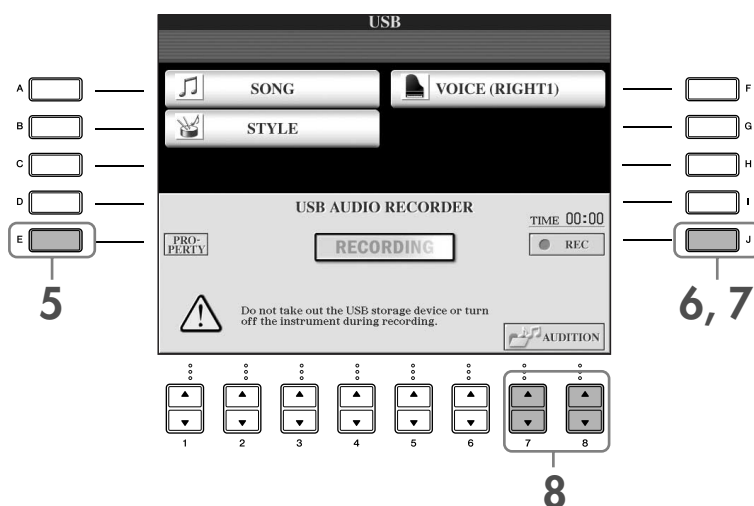 USB
SONG
VOICE (RIGHT1)
STYLE
A
B
C
D
E
F
G
H
I
J
USB AUDIO RECORDER
TIME 00:00
PRO-
PERTY
RECORDING
REC
Do not take out the USB storage device or turn
off the instrument during recording.
AUDITION
5
6, 7
1 2 3 4 5 6 7 8
8